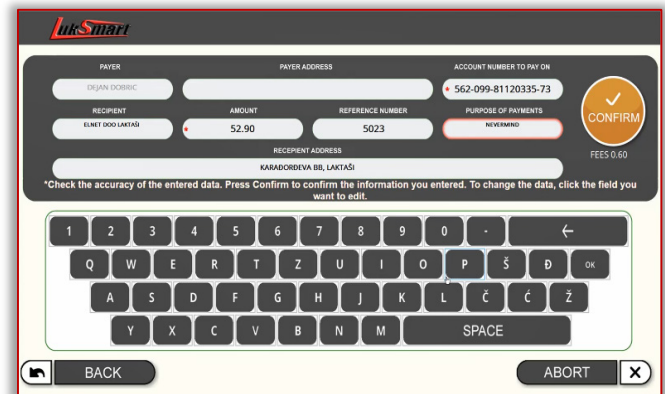 LukSmart
PAYER
PAYER ADDRESS
ACCOUNT NUMBER TO PAY ON
DEJAN DOBRIC
* 562-099-81120335-73
RECIPIENT
AMOUNT
REFERENCE NUMBER
PURPOSE OF PAYMENTS
ELNET DOO LAKTAŠI
* 52.90
5023
NEVERMIND
CONFIRM
FEES 0.60
RECEPIENT ADDRESS
KARAĐORĐEVA BB, LAKTAŠI
*Check the accuracy of the entered data. Press Confirm to confirm the information you entered. To change the data, click the field you
want to edit.
1 2 3 4 5 6 7 8 9 0 - ←
Q W E R T Z U I O P Š Đ OK
A S D F G H J K L Č Ć Ž
Y X C V B N M SPACE
BACK
ABORT X